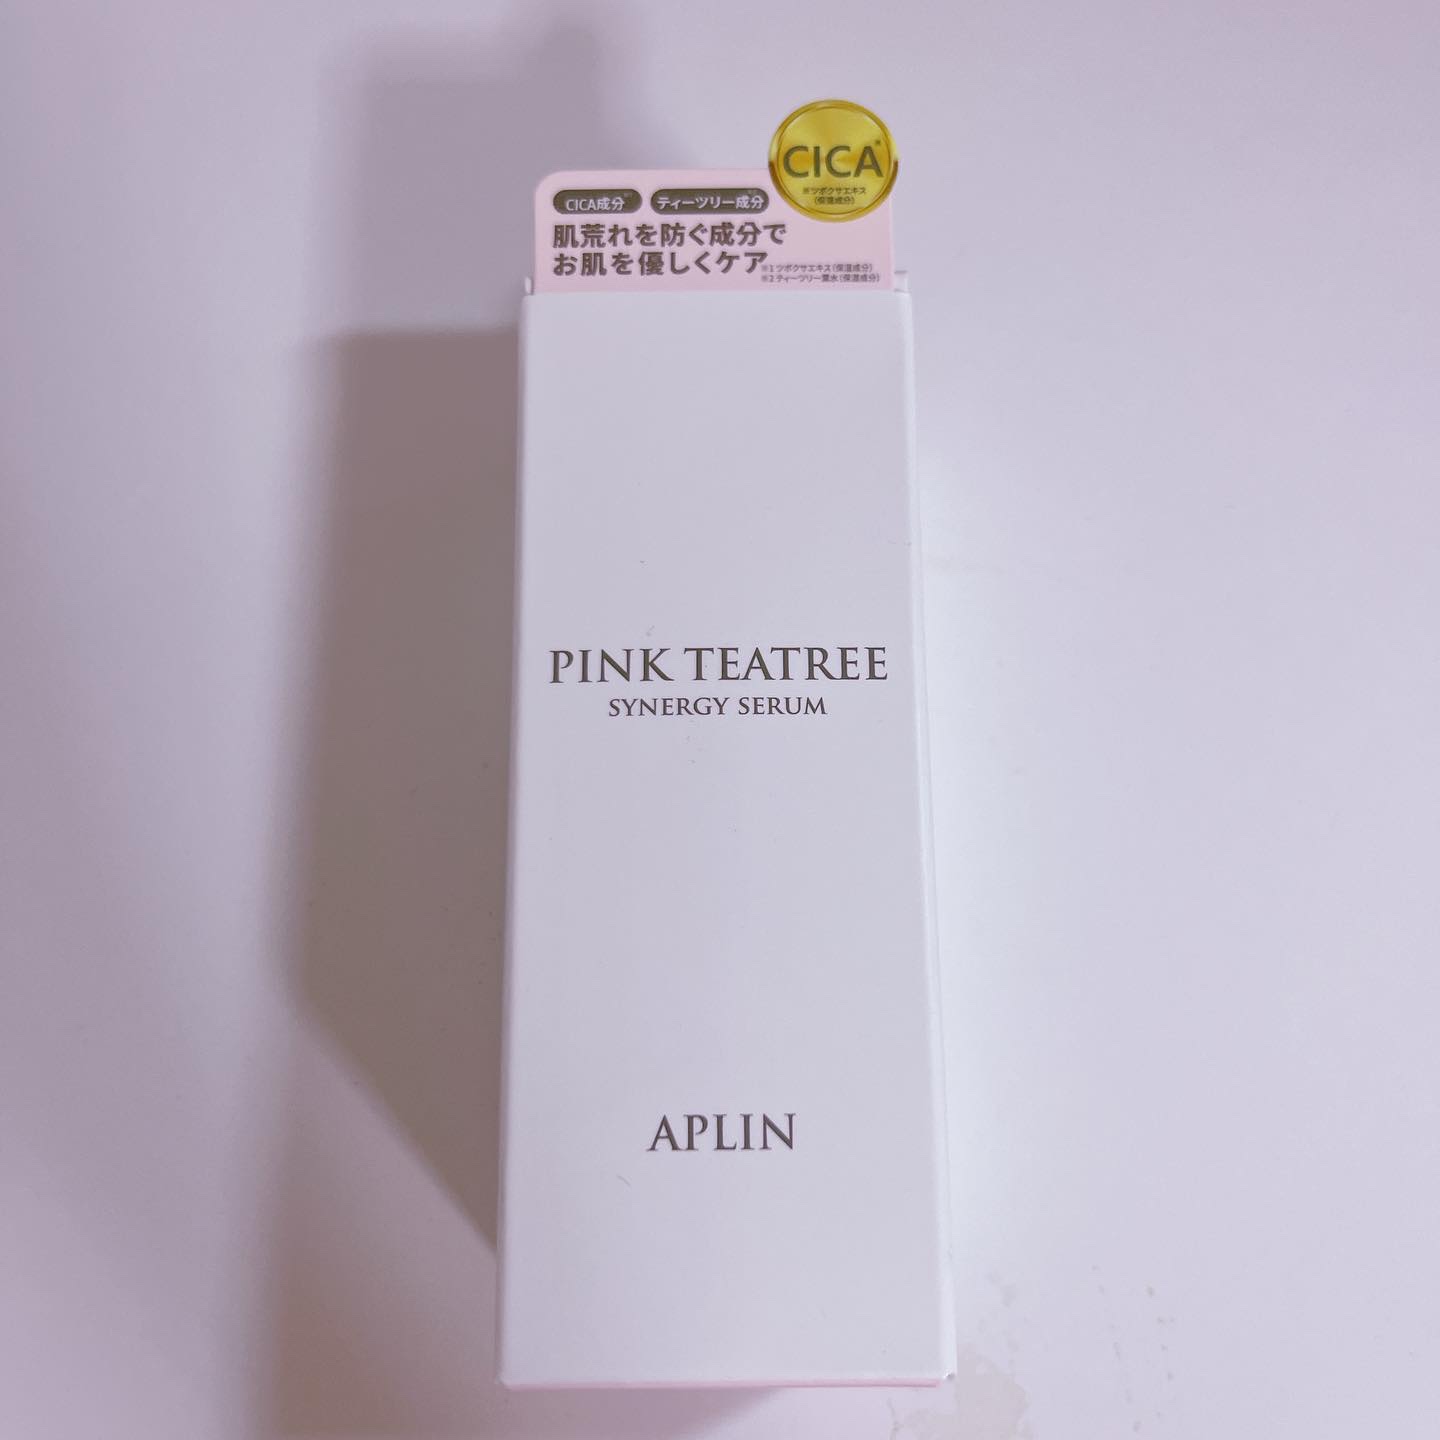 CICA※
※ツボクサエキス
(保湿成分)
CICA成分※1 ティーツリー成分※2
肌荒れを防ぐ成分で
お肌を優しくケア
※1 ツボクサエキス(保湿成分)
※2 ティーツリー葉水(保湿成分)
PINK TEATREE
SYNERGY SERUM
APLIN